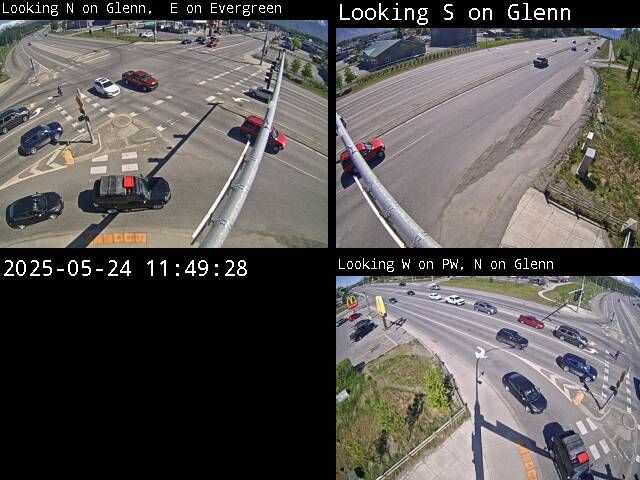 Looking N on Glenn, E on Evergreen
Looking S on Glenn
2025-05-24 11:49:28
Looking W on PW, N on Glenn